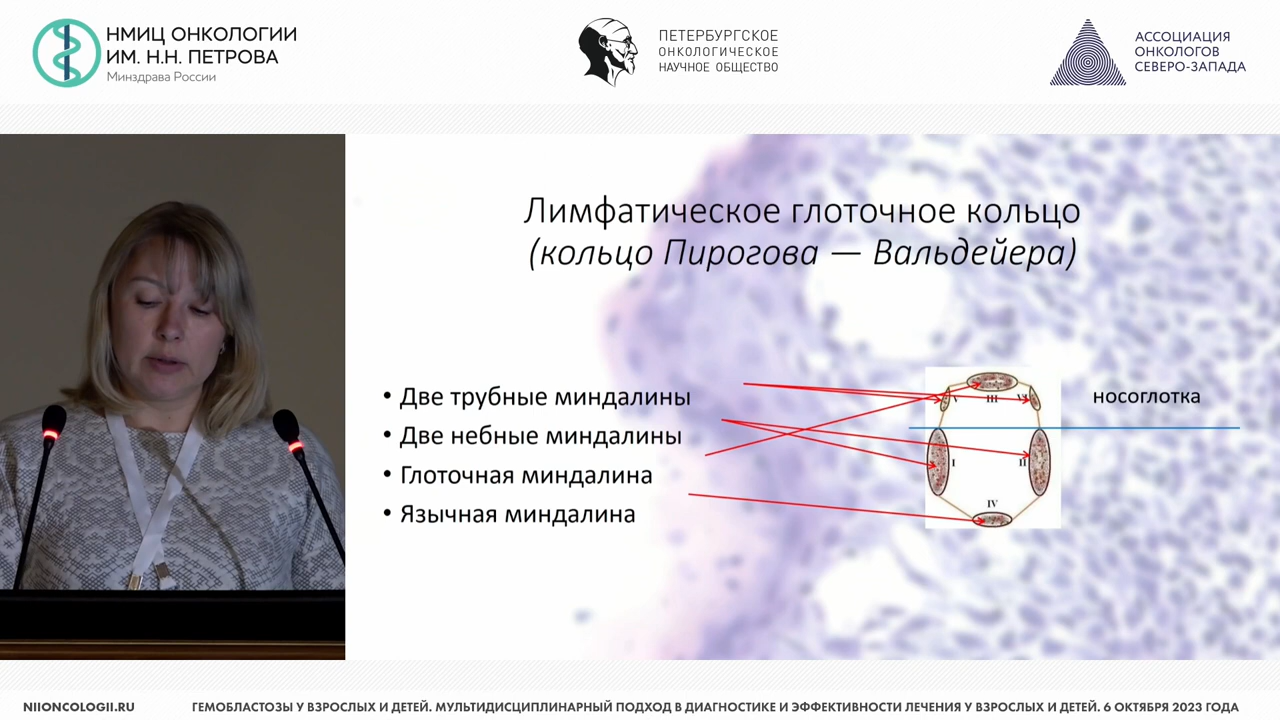 НМИЦ ОНКОЛОГИИ
ИМ. Н.Н. ПЕТРОВА
Минздрава России
ПЕТЕРБУРГСКОЕ
ОНКОЛОГИЧЕСКОЕ
НАУЧНОЕ ОБЩЕСТВО
АССОЦИАЦИЯ
ОНКОЛОГОВ
СЕВЕРО-ЗАПАДА
Лимфатическое глоточное кольцо
(кольцо Пирогова — Вальдейера)
• Две трубные миндалины
• Две небные миндалины
• Глоточная миндалина
• Язычная миндалина
V III VI
носоглотка
I II
IV
NIIONCOLOGII.RU
ГЕМОБЛАСТОЗЫ У ВЗРОСЛЫХ И ДЕТЕЙ. МУЛЬТИДИСЦИПЛИНАРНЫЙ ПОДХОД В ДИАГНОСТИКЕ И ЭФФЕКТИВНОСТИ ЛЕЧЕНИЯ У ВЗРОСЛЫХ И ДЕТЕЙ. 6 ОКТЯБРЯ 2023 ГОДА